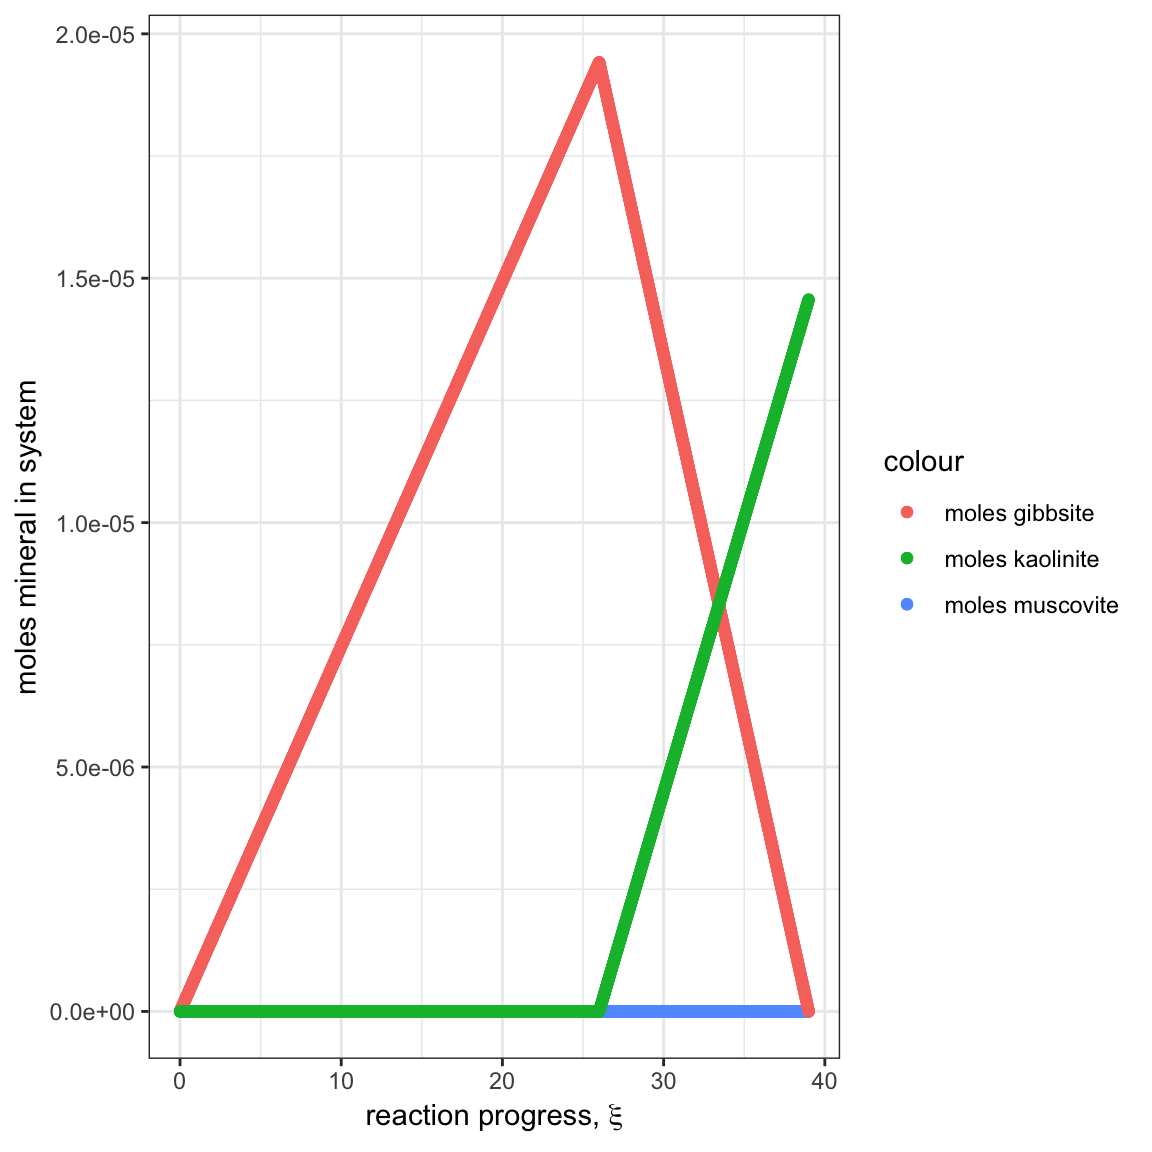 2.0e-05
1.5e-05
1.0e-05
5.0e-06
0.0e+00
moles mineral in system
0 10 20 30 40
reaction progress, ξ
colour
moles gibbsite
moles kaolinite
moles muscovite